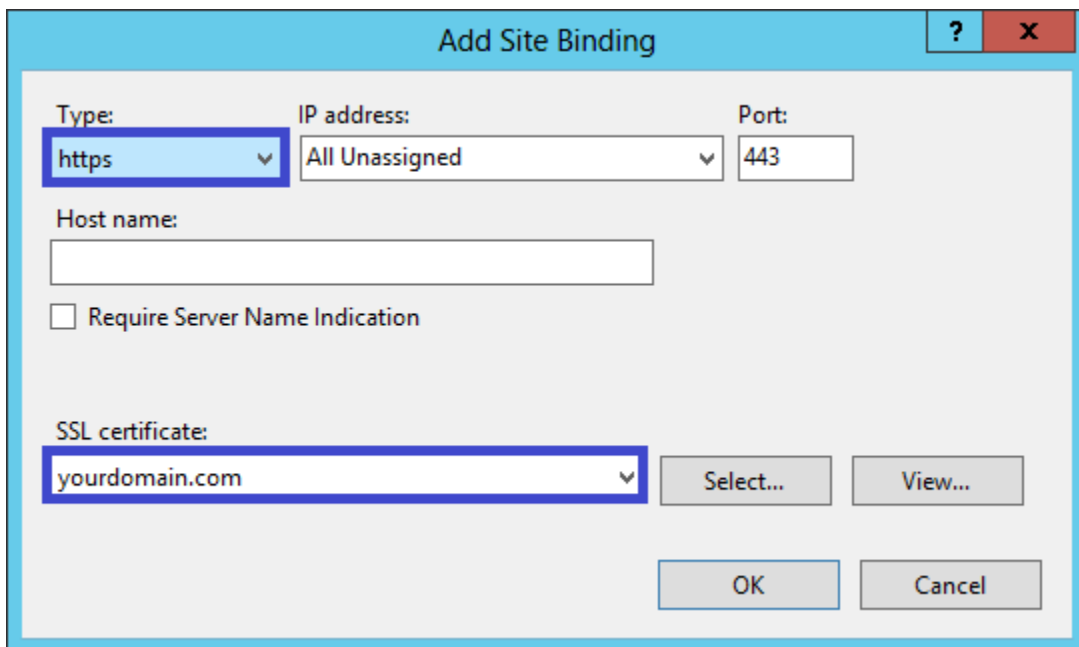 Add Site Binding
?
x
Type: IP address: Port:
https All Unassigned 443
Host name:
Require Server Name Indication
SSL certificate:
yourdomain.com Select... View...
OK Cancel